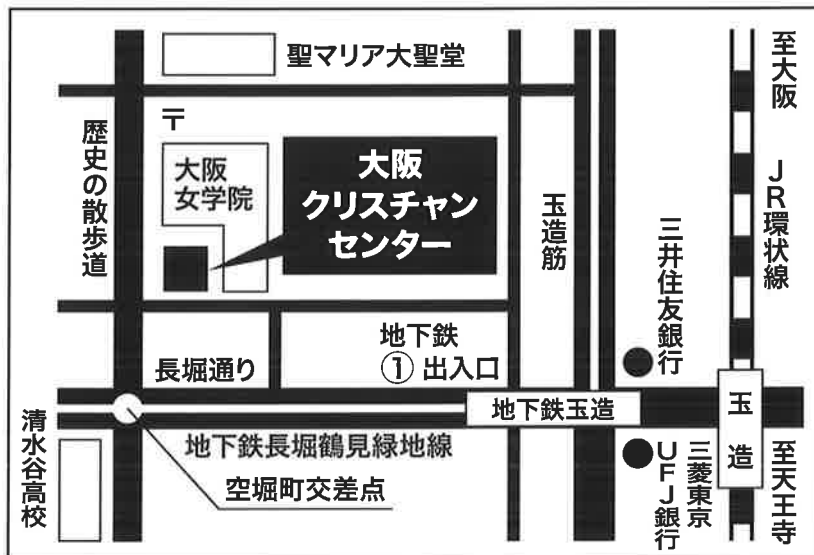 聖マリア大聖堂
至大阪
〒
歴史の散歩道
大阪
女学院
大阪
クリスチャン
センター
玉造筋
三井住友銀行
JR環状線
地下鉄
①出入口
長堀通り
地下鉄玉造
玉造
清水谷高校
地下鉄長堀鶴見緑地線
空堀町交差点
三菱東京
UFJ銀行
至天王寺